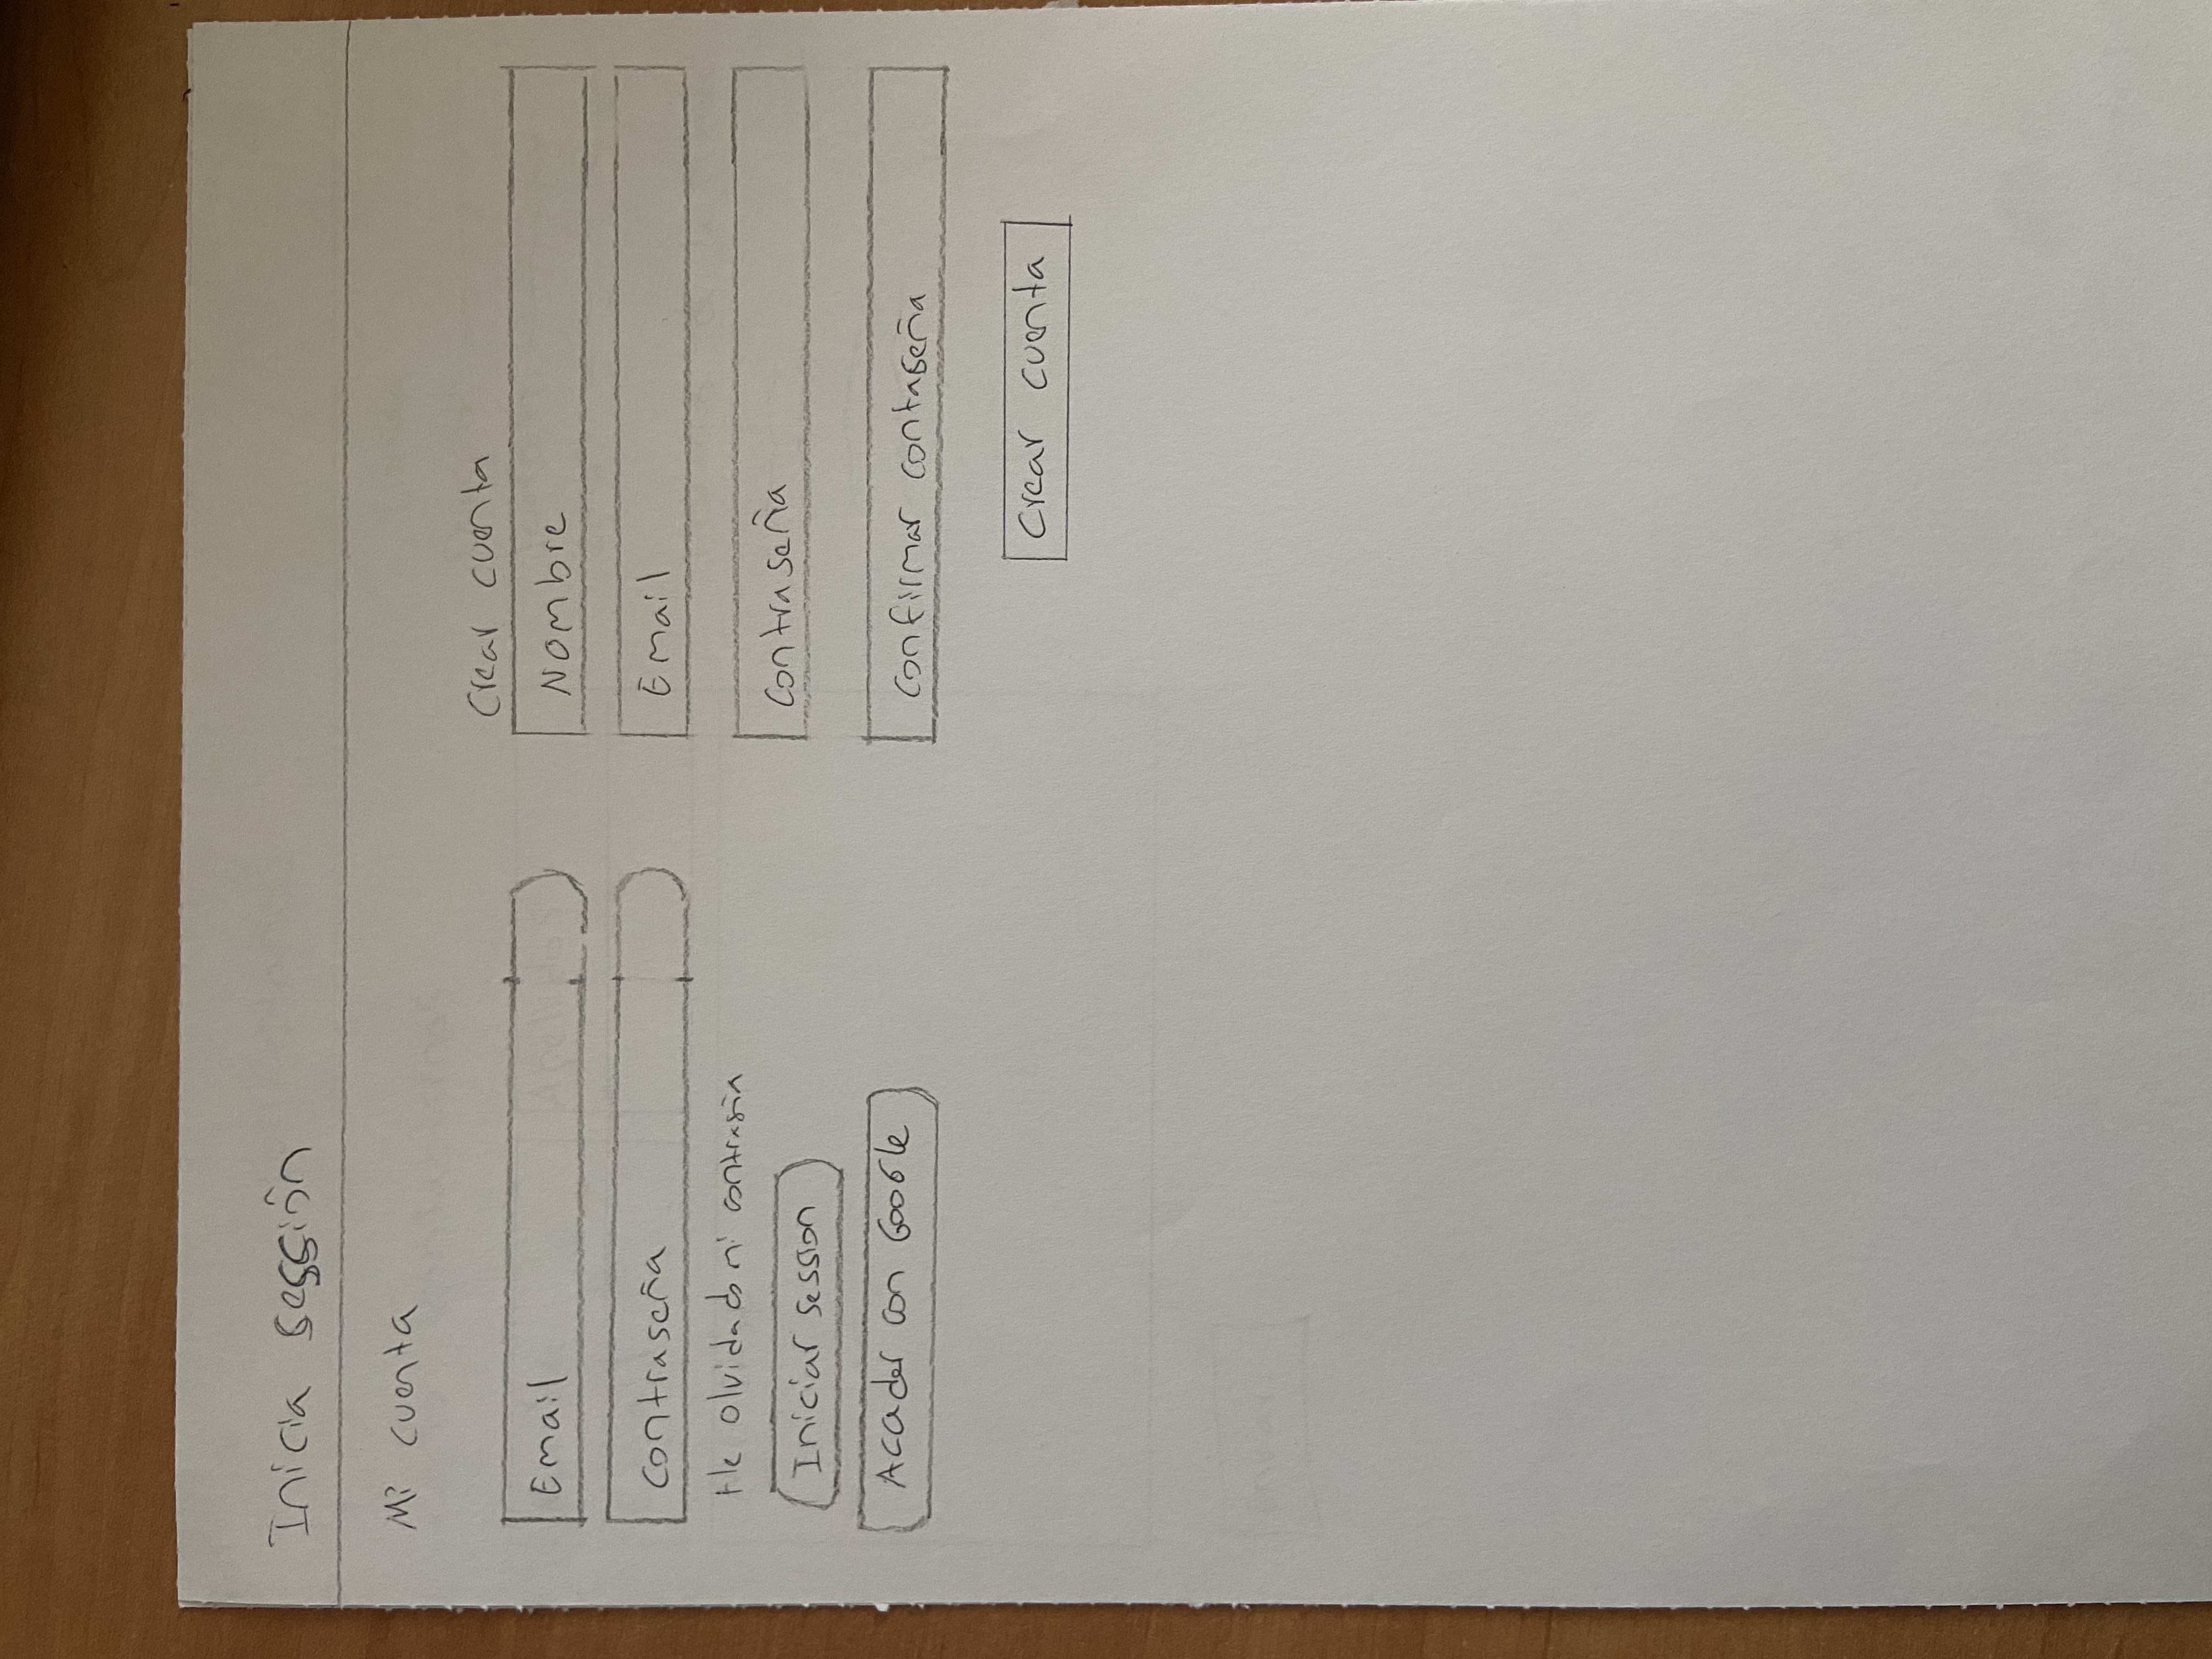 Inicia sessión
Mi cuenta
Email
Contraseña
He olvidado mi contraseña
Iniciar session
Acceder con Google
Crear cuenta
Nombre
Email
Contraseña
Confirmar contaseña
Crear cuenta